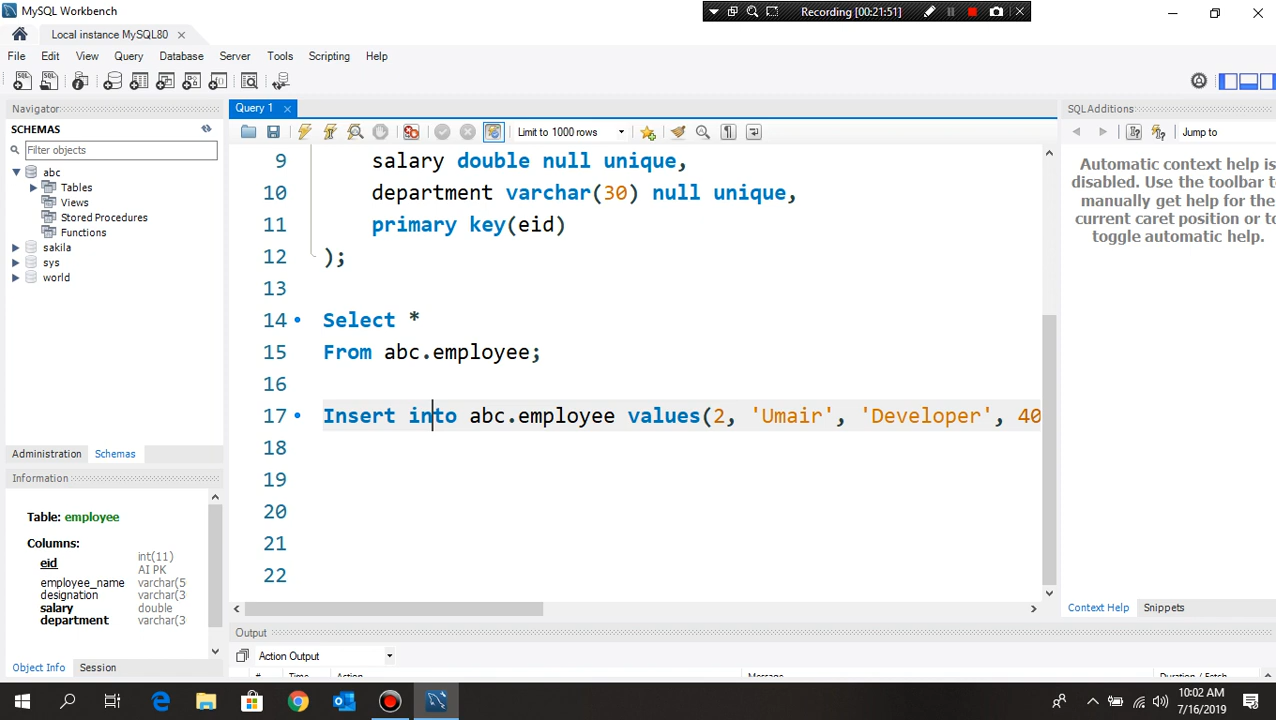 MySQL Workbench
Recording [00:21:51]
Local instance MySQL80
File Edit View Query Database Server Tools Scripting Help
Navigator
SCHEMAS
Filter objects
abc
Tables
Views
Stored Procedures
Functions
sakila
sys
world
Administration Schemas
Information
Table: employee
Columns:
eid int(11)
AI PK
employee_name varchar(5
designation varchar(3
salary double
department varchar(3
Object Info Session
Query 1
Limit to 1000 rows
9 salary double null unique,
10 department varchar(30) null unique,
11 primary key(eid)
12 );
13
14 Select *
15 From abc.employee;
16
17 Insert into abc.employee values(2, 'Umair', 'Developer', 40
18
19
20
21
22
Output
Action Output
# Time Action Message Duration / Fetch
SQLAdditions
Jump to
Automatic context help is
disabled. Use the toolbar t
manually get help for the
current caret position or to
toggle automatic help.
Context Help Snippets
10:02 AM
7/16/2019